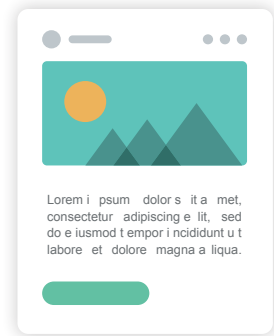 Lorem i psum dolor s it a met,
consectetur adipiscing e lit, sed
do e iusmod t empor i ncididunt u t
labore et dolore magna a liqua.